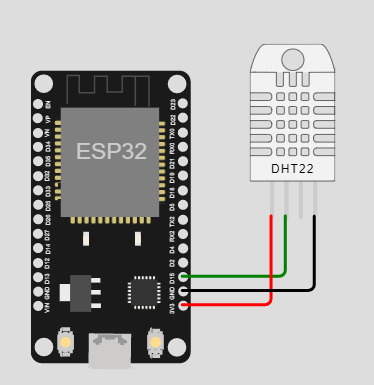 EN
VP
VN
D34
D35
D32
D33
D25
D26
D27
D14
D12
D13
GND
VIN
ESP32
D23
D22
TX0
RX0
D21
D19
D18
D5
TX2
RX2
D4
D2
D15
GND
3V3
DHT22